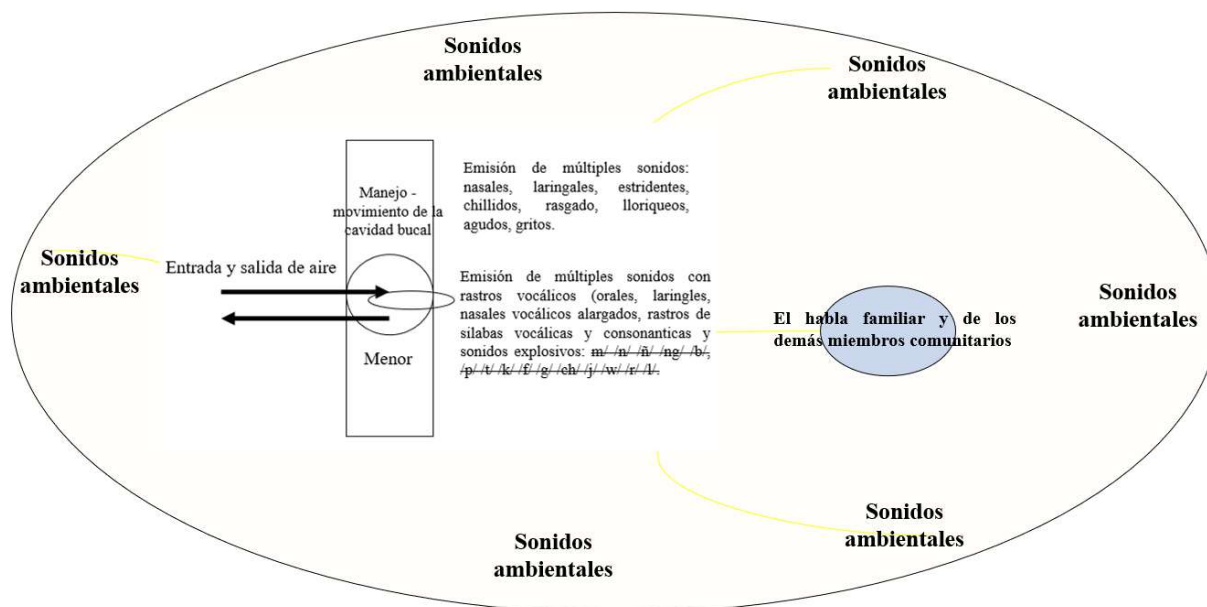 Sonidos
ambientales
Sonidos
ambientales
Emisión de múltiples sonidos:
nasales, laringales, estridentes,
chillidos, rasgado, lloriqueos,
agudos, gritos.
Manejo -
movimiento de la
cavidad bucal
Sonidos
ambientales
Entrada y salida de aire
Emisión de múltiples sonidos con
rastros vocálicos (orales, laringles,
nasales vocálicos alargados, rastros de
silabas vocálicas y consonanticas y
sonidos explosivos: m/ /n/ /ñ/ /ng/ /b/,
/p/ /t/ /k/ /f/ /g/ /ch/ /j/ /w/ /r/ /l/.
Menor
El habla familiar y de los
demás miembros comunitarios
Sonidos
ambientales
Sonidos
ambientales
Sonidos
ambientales